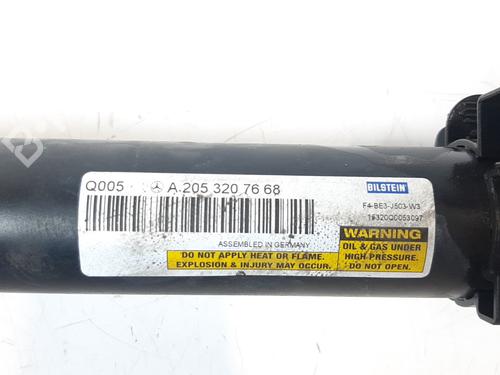 Q005 A 205 320 76 68
BILSTEIN
F4-BE3-J503-W3
16320Q0053097
ASSEMBLED IN GERMANY
DO NOT APPLY HEAT OR FLAME.
EXPLOSION & INJURY MAY OCCUR.
WARNING
OIL & GAS UNDER
HIGH PRESSURE.
DO NOT OPEN.